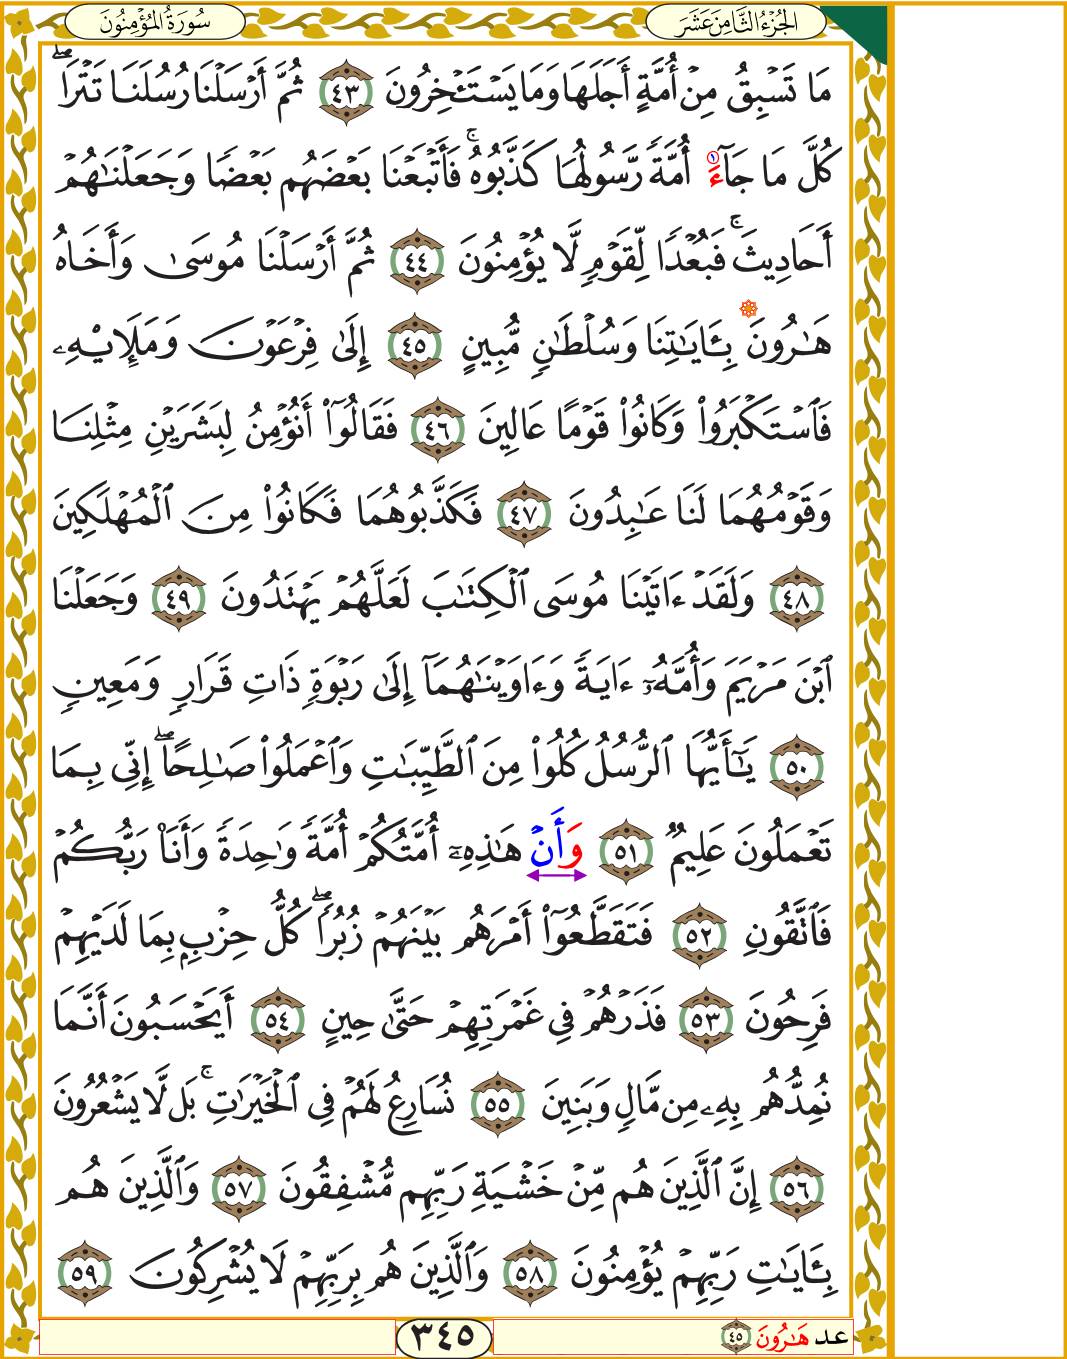 الجُزْءُ الثَّامِنَ عَشَرَ
سُورَةُ المُؤْمِنُونَ
مَا تَسْبِقُ مِنْ أُمَّةٍ أَجَلَهَا وَمَا يَسْتَـْٔخِرُونَ ٤٣ ثُمَّ أَرْسَلْنَا رُسُلَنَا تَتْرَا ۖ
كُلَّ مَا جَآءَ ١ أُمَّةً رَّسُولُهَا كَذَّبُوهُ ۚ فَأَتْبَعْنَا بَعْضَهُم بَعْضًا وَجَعَلْنَٰهُمْ
أَحَادِيثَ ۚ فَبُعْدًا لِّقَوْمٍ لَّا يُؤْمِنُونَ ٤٤ ثُمَّ أَرْسَلْنَا مُوسَىٰ وَأَخَاهُ
هَٰرُونَ بِـَٔايَٰتِنَا وَسُلْطَٰنٍ مُّبِينٍ ٤٥ إِلَىٰ فِرْعَوْنَ وَمَلَإِي۟هِۦ
فَٱسْتَكْبَرُوا۟ وَكَانُوا۟ قَوْمًا عَالِينَ ٤٦ فَقَالُوٓا۟ أَنُؤْمِنُ لِبَشَرَيْنِ مِثْلِنَا
وَقَوْمُهُمَا لَنَا عَٰبِدُونَ ٤٧ فَكَذَّبُوهُمَا فَكَانُوا۟ مِنَ ٱلْمُهْلَكِينَ
٤٨ وَلَقَدْ ءَاتَيْنَا مُوسَى ٱلْكِتَٰبَ لَعَلَّهُمْ يَهْتَدُونَ ٤٩ وَجَعَلْنَا
ٱبْنَ مَرْيَمَ وَأُمَّهُۥٓ ءَايَةً وَءَاوَيْنَٰهُمَآ إِلَىٰ رَبْوَةٍ ذَاتِ قَرَارٍ وَمَعِينٍ
٥٠ يَٰٓأَيُّهَا ٱلرُّسُلُ كُلُوا۟ مِنَ ٱلطَّيِّبَٰتِ وَٱعْمَلُوا۟ صَٰلِحًا ۖ إِنِّى بِمَا
تَعْمَلُونَ عَلِيمٌ ٥١ وَأَنْ هَٰذِهِۦٓ أُمَّتُكُمْ أُمَّةً وَٰحِدَةً وَأَنَا۠ رَبُّكُمْ
فَٱتَّقُونِ ٥٢ فَتَقَطَّعُوٓا۟ أَمْرَهُم بَيْنَهُمْ زُبُرًا ۖ كُلُّ حِزْبٍۭ بِمَا لَدَيْهِمْ
فَرِحُونَ ٥٣ فَذَرْهُمْ فِى غَمْرَتِهِمْ حَتَّىٰ حِينٍ ٥٤ أَيَحْسَبُونَ أَنَّمَا
نُمِدُّهُم بِهِۦ مِن مَّالٍ وَبَنِينَ ٥٥ نُسَارِعُ لَهُمْ فِى ٱلْخَيْرَٰتِ ۚ بَل لَّا يَشْعُرُونَ
٥٦ إِنَّ ٱلَّذِينَ هُم مِّنْ خَشْيَةِ رَبِّهِم مُّشْفِقُونَ ٥٧ وَٱلَّذِينَ هُم
بِـَٔايَٰتِ رَبِّهِمْ يُؤْمِنُونَ ٥٨ وَٱلَّذِينَ هُم بِرَبِّهِمْ لَا يُشْرِكُونَ ٥٩
عد هَٰرُونَ ٤٥
٣٤٥